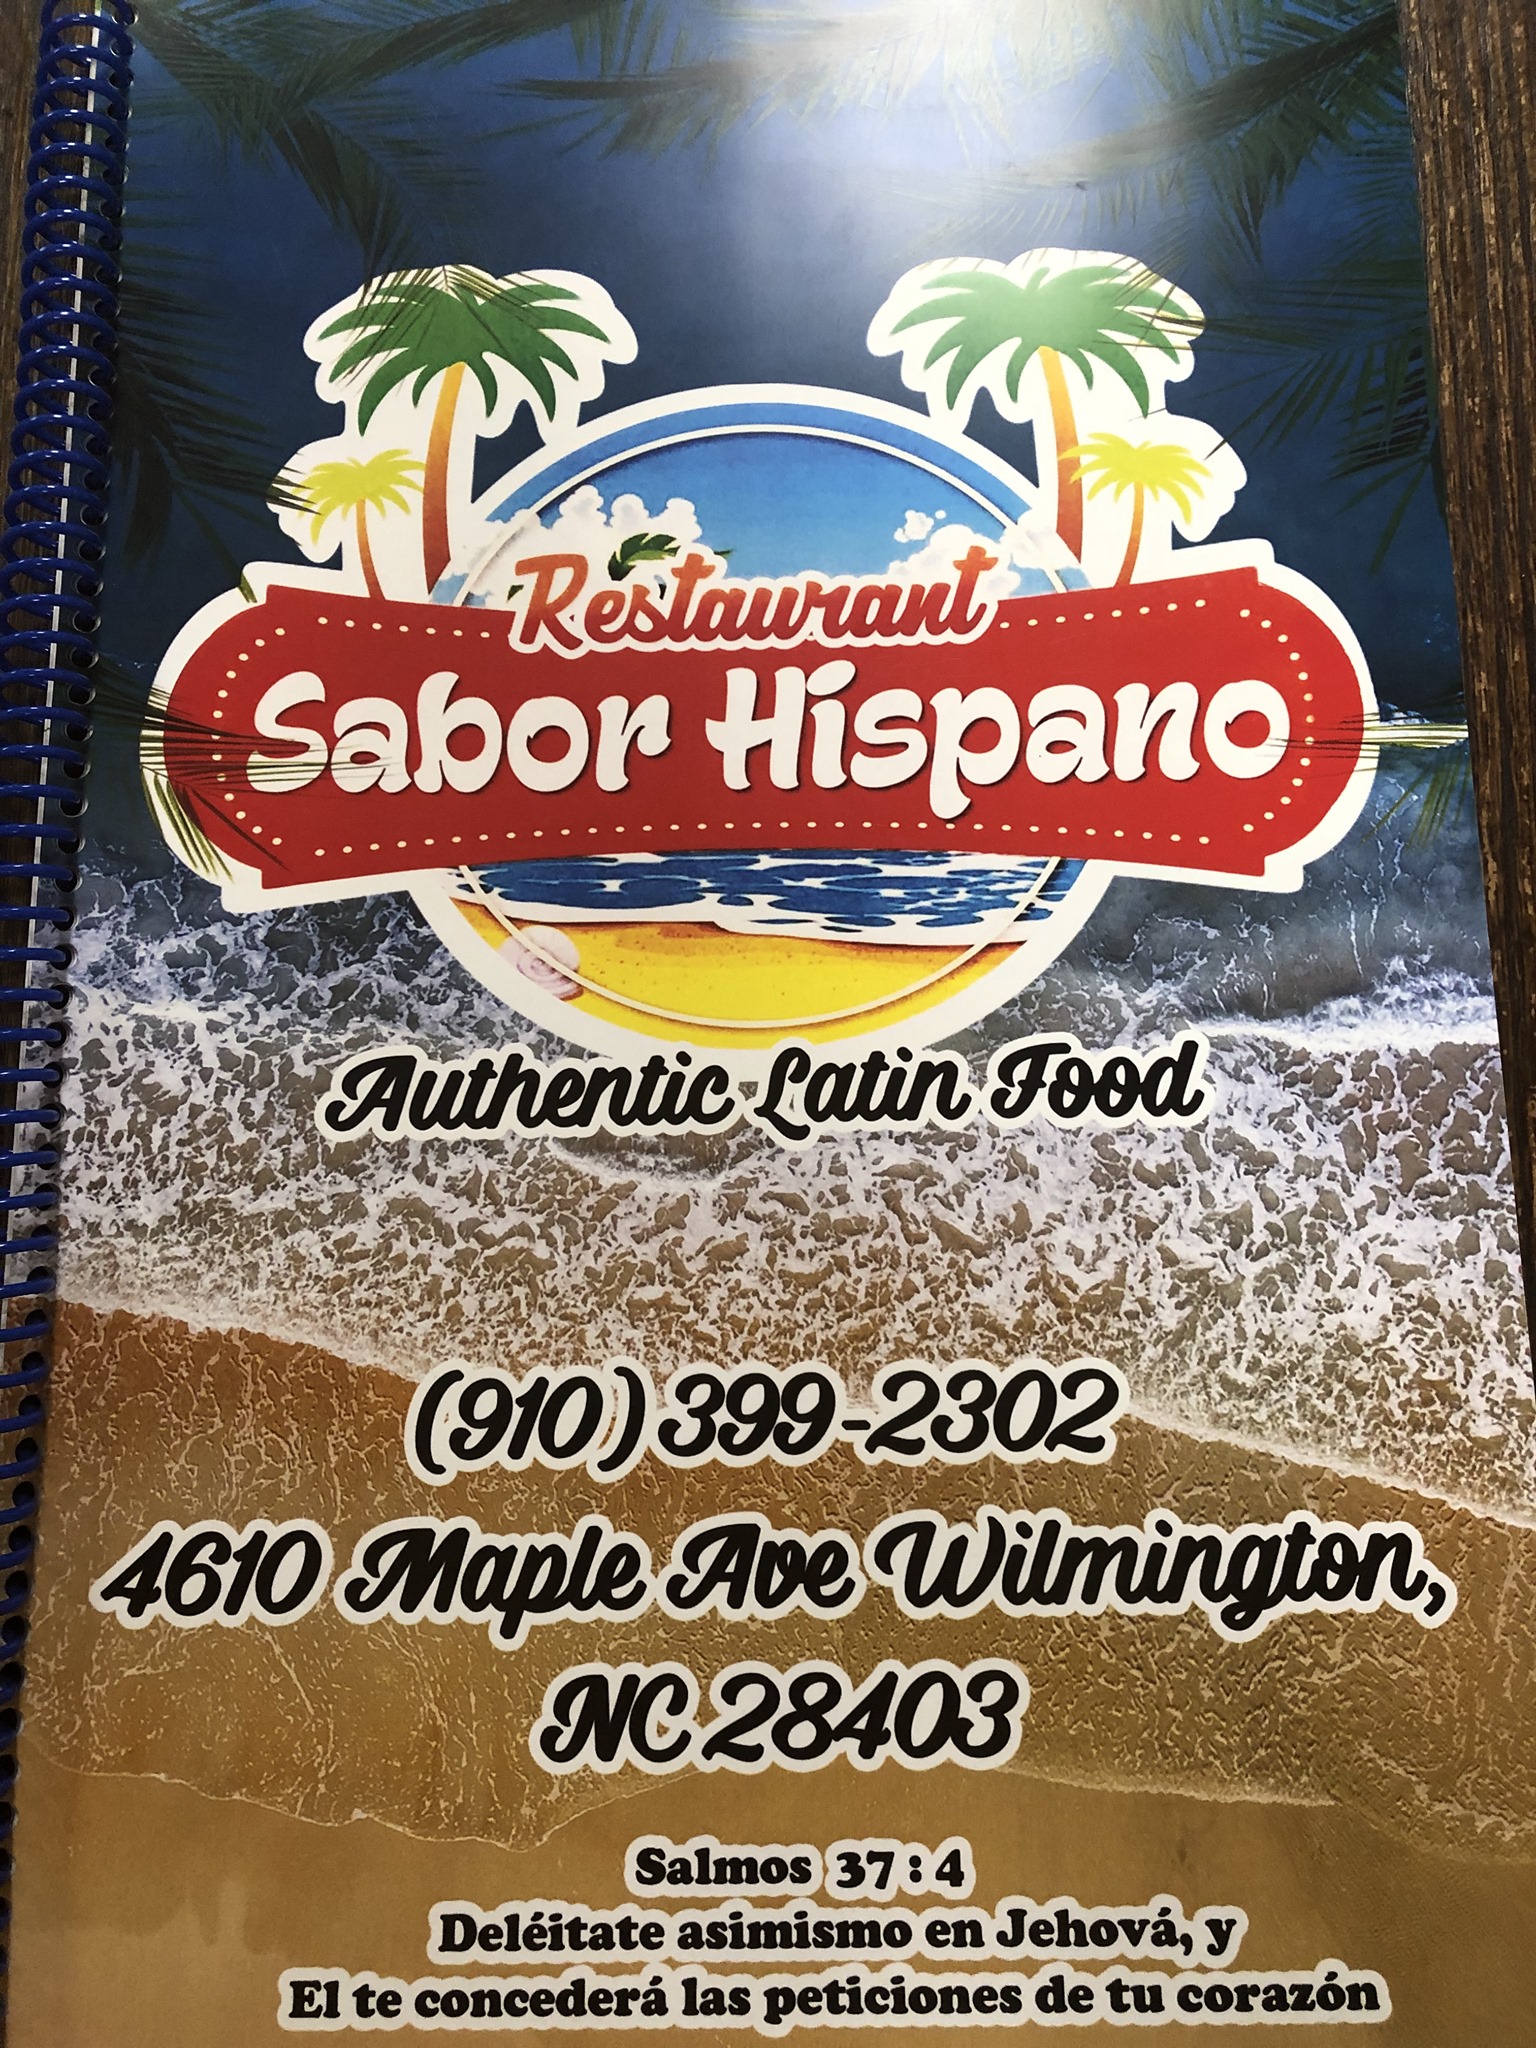 Restaurant
Sabor Hispano
Authentic Latin Food
(910) 399-2302
4610 Maple Ave Wilmington,
NC 28403
Salmos 37:4
Deléitate asimismo en Jehová, y
El te concederá las peticiones de tu corazón